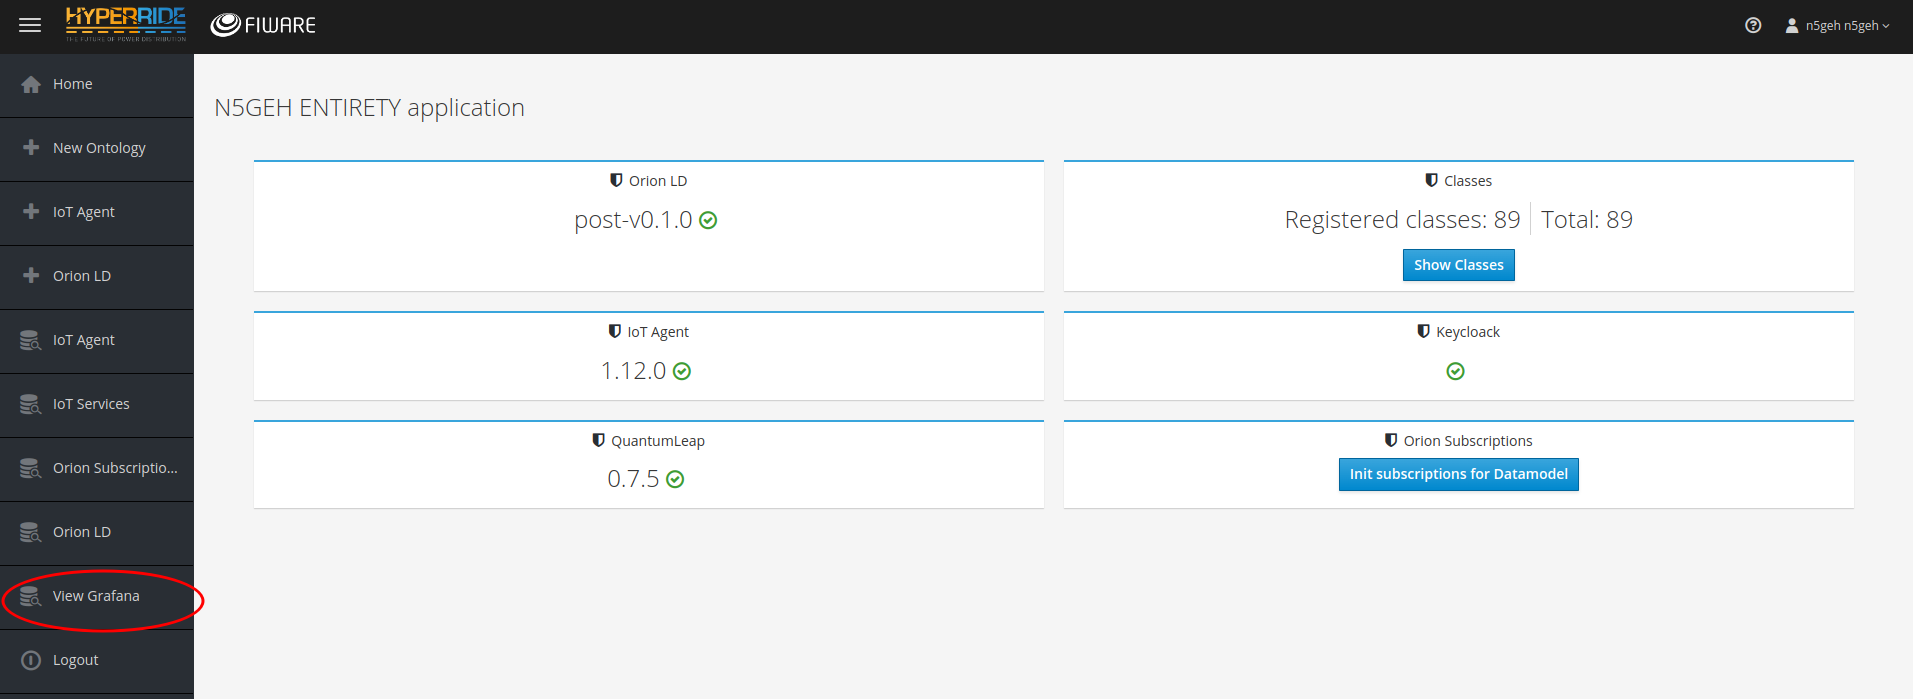 HYPERRIDE
THE FUTURE OF POWER DISTRIBUTION
FIWARE
n5geh n5geh
Home
New Ontology
IoT Agent
Orion LD
IoT Agent
IoT Services
Orion Subscriptio...
Orion LD
View Grafana
Logout
N5GEH ENTIRETY application
Orion LD
post-v0.1.0
Classes
Registered classes: 89 Total: 89
Show Classes
IoT Agent
1.12.0
Keycloack
QuantumLeap
0.7.5
Orion Subscriptions
Init subscriptions for Datamodel